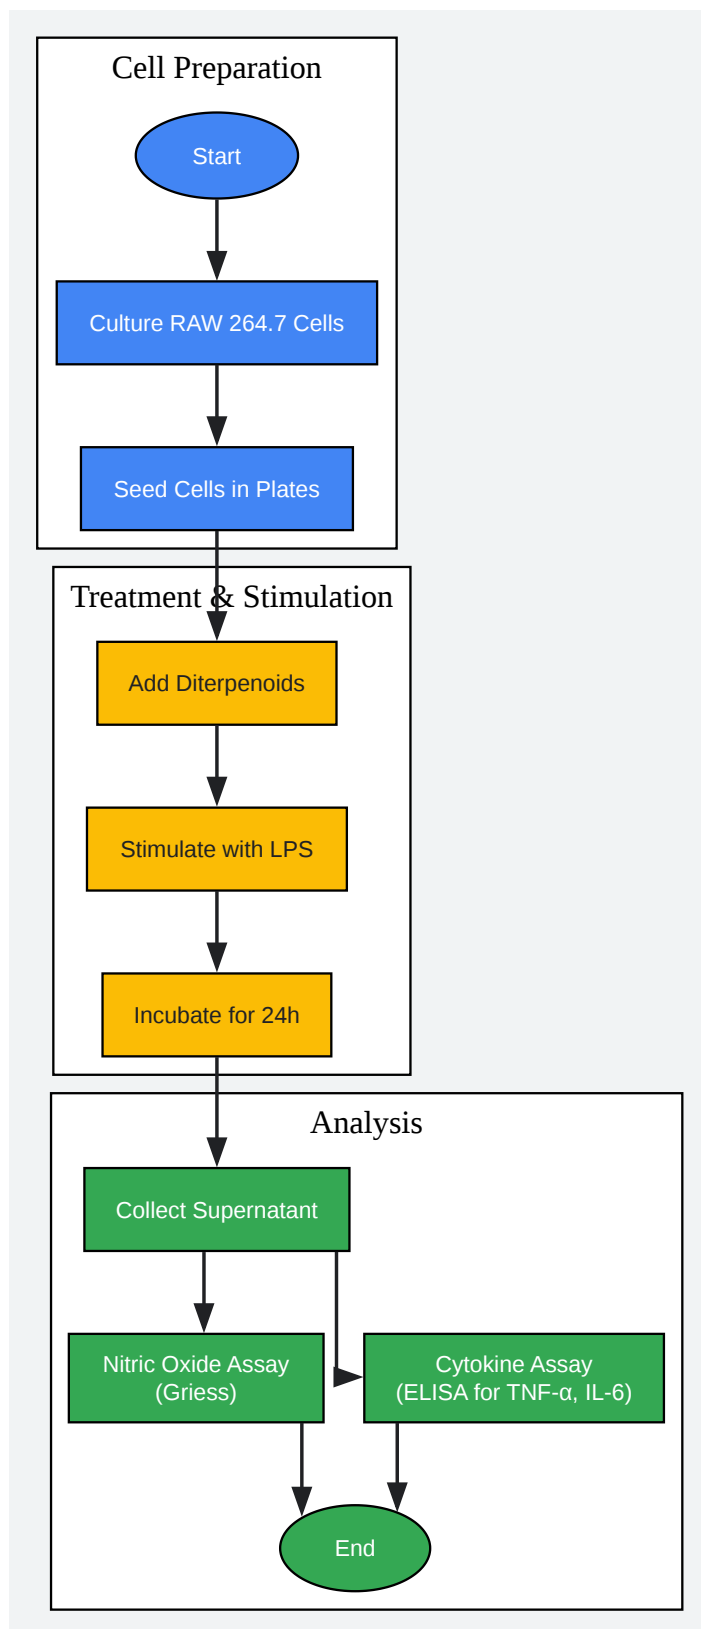 Cell Preparation
Start
Culture RAW 264.7 Cells
Seed Cells in Plates
Treatment & Stimulation
Add Diterpenoids
Stimulate with LPS
Incubate for 24h
Analysis
Collect Supernatant
Nitric Oxide Assay
(Griess)
Cytokine Assay
(ELISA for TNF-α, IL-6)
End